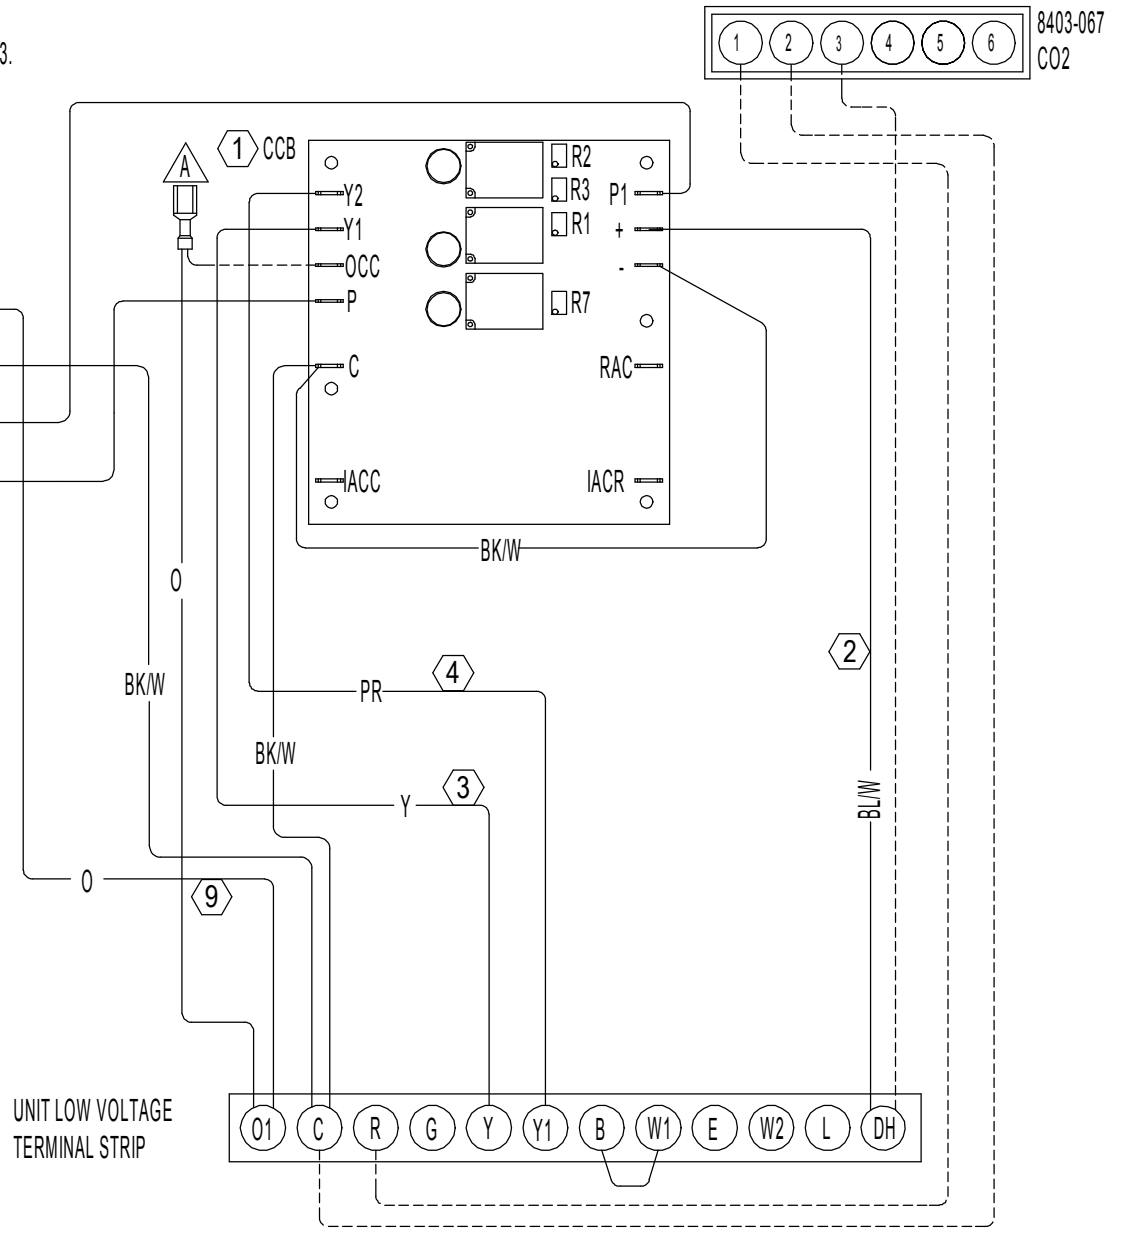 3.
1 2 3 4 5 6
8403-067
CO2
A
1 CCB
R2
R3
R1
R7
Y2
Y1
OCC
P
C
IACC
P1
+
-
RAC
IACR
BK/W
O
BK/W
PR
4
2
BK/W
Y
3
BL/W
O
9
UNIT LOW VOLTAGE
TERMINAL STRIP
O1 C R G Y Y1 B W1 E W2 L DH